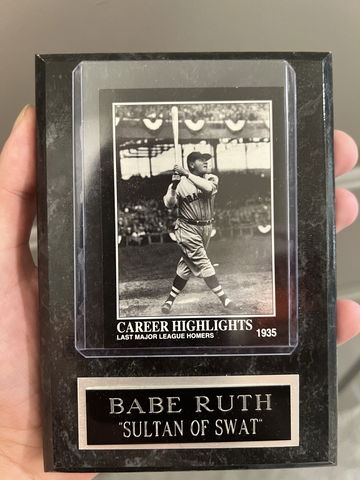 CAREER HIGHLIGHTS
LAST MAJOR LEAGUE HOMERS 1935
BABE RUTH
"SULTAN OF SWAT"